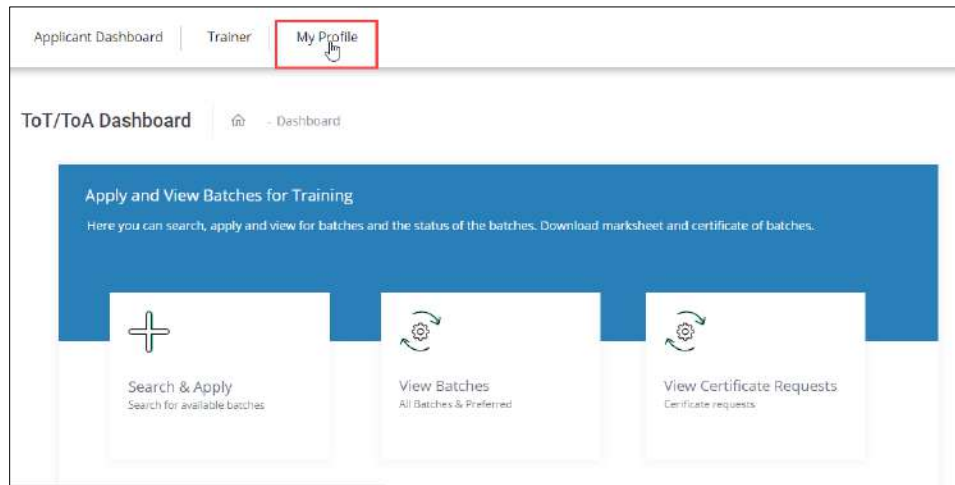 Applicant Dashboard Trainer My Profile
ToT/ToA Dashboard - Dashboard
Apply and View Batches for Training
Here you can search, apply and view for batches and the status of the batches. Download marksheet and certificate of batches.
Search & Apply
Search for available batches
View Batches
All Batches & Preferred
View Certificate Requests
Cerificate requests